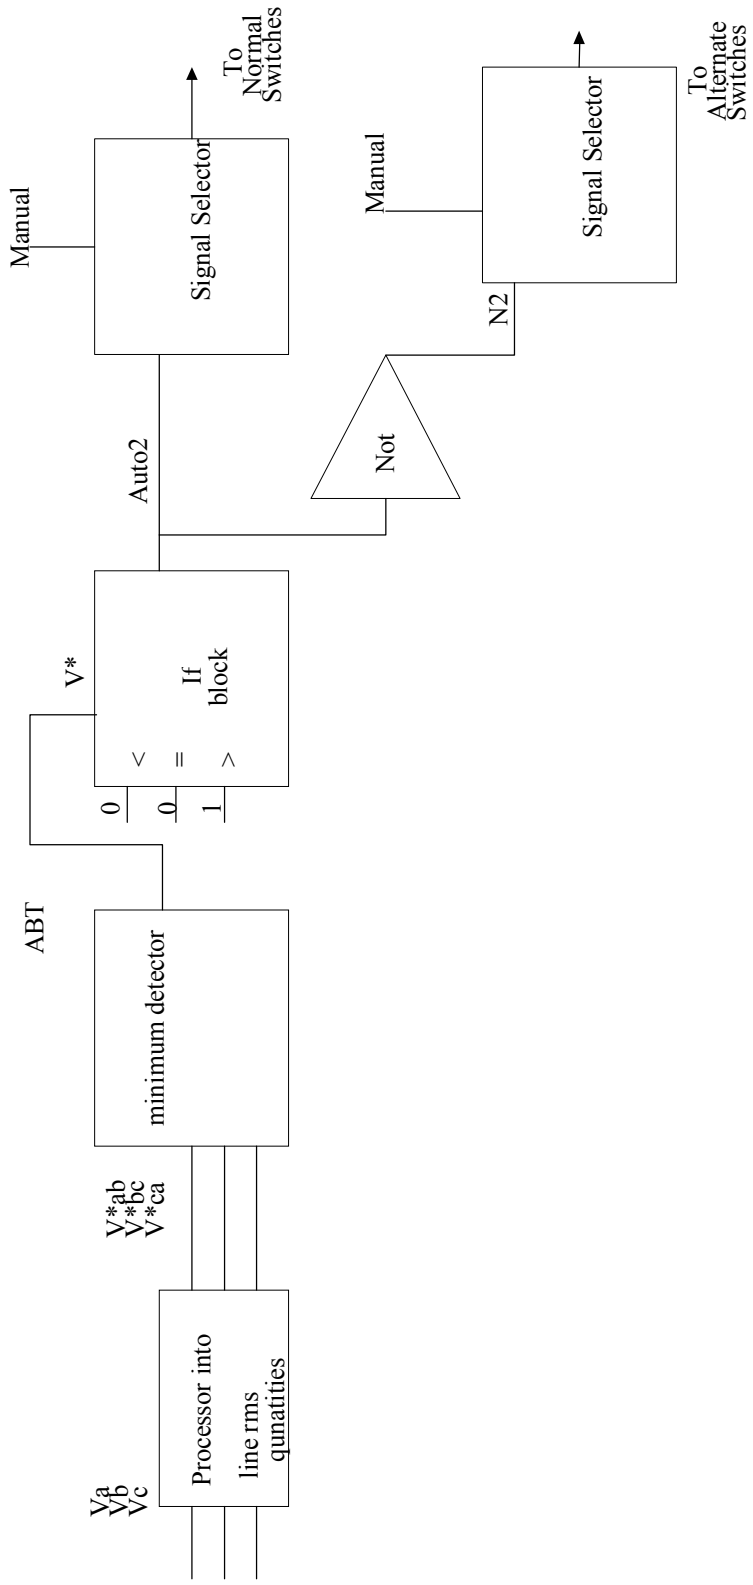 Va
Vb
Vc
Processor into
line rms
qunatities
V*ab
V*bc
V*ca
minimum detector
ABT
V*
0 <
0 =
1 >
If
block
Auto2
Not
N2
Manual
Signal Selector
To
Normal
Switches
Manual
Signal Selector
To
Alternate
Switches